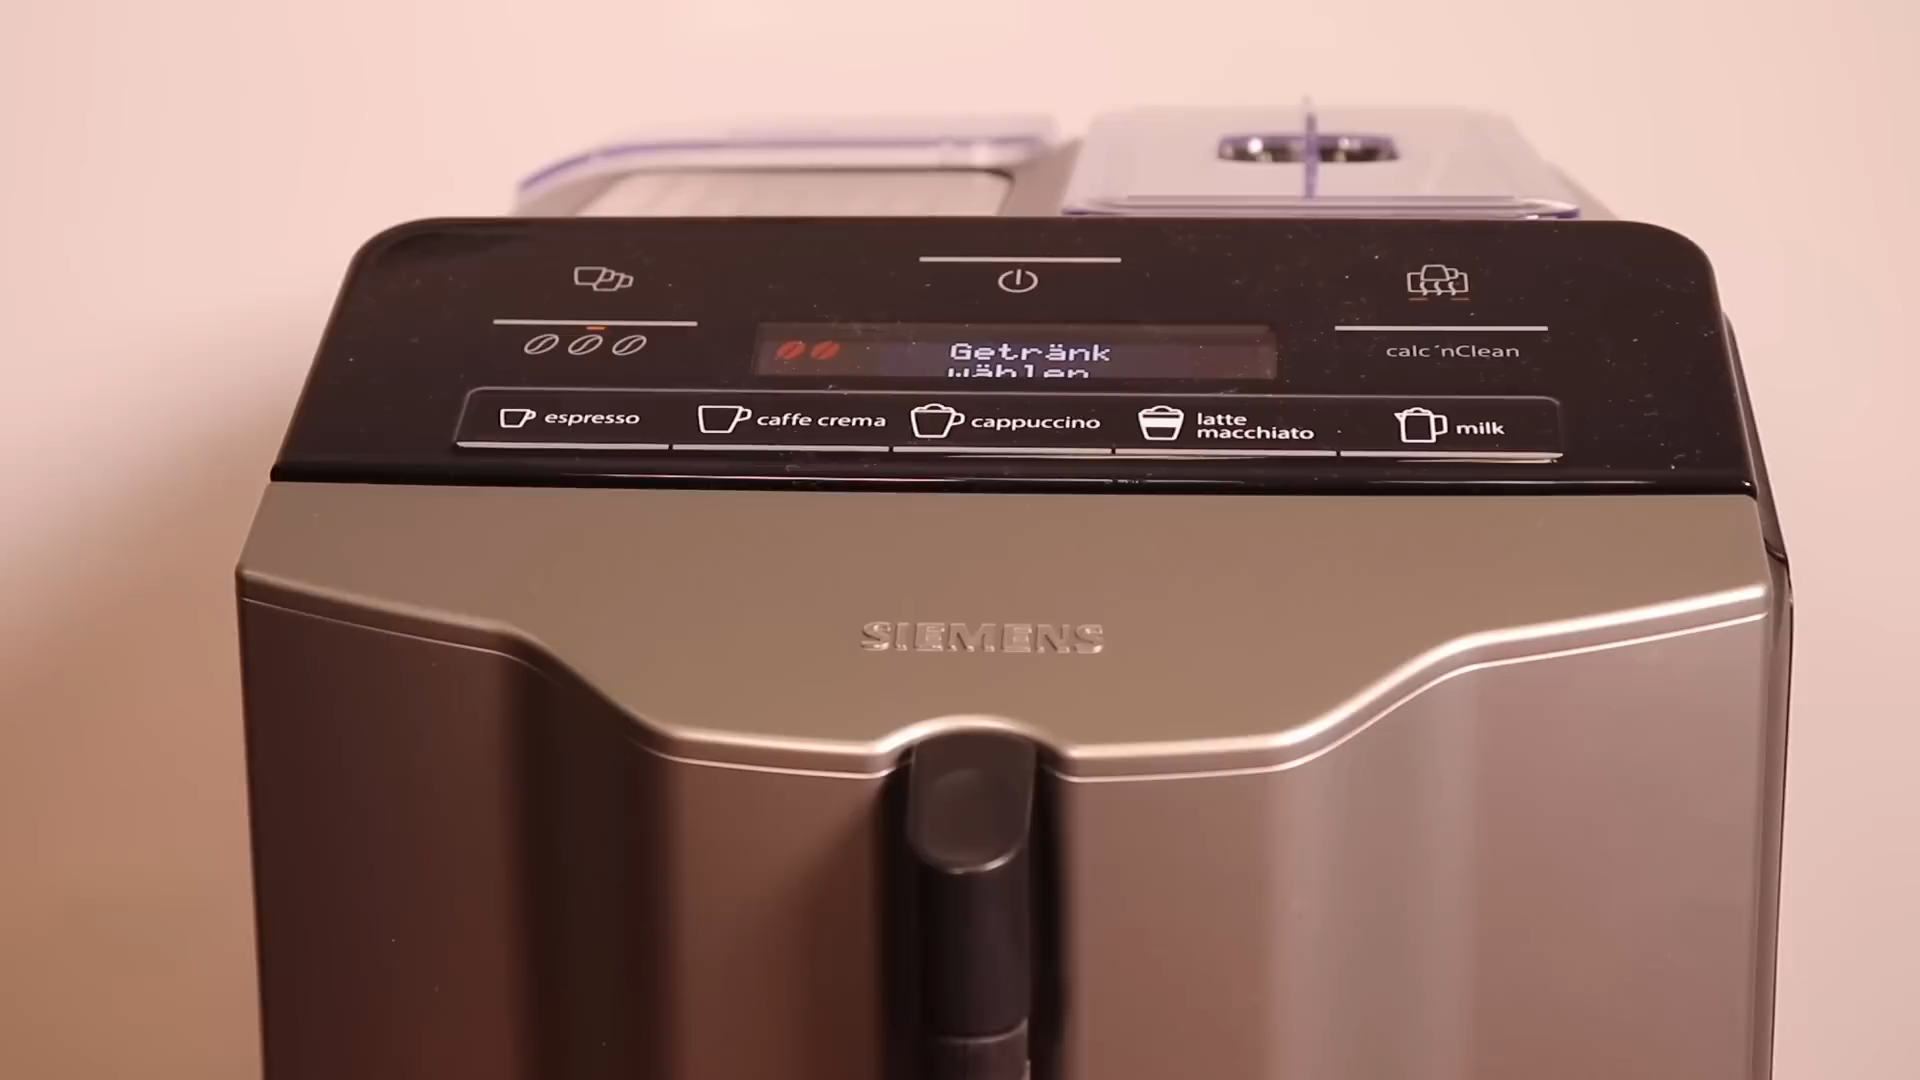 Getränk
wählen
calc'nClean
espresso
caffe crema
cappuccino
latte
macchiato
milk
SIEMENS